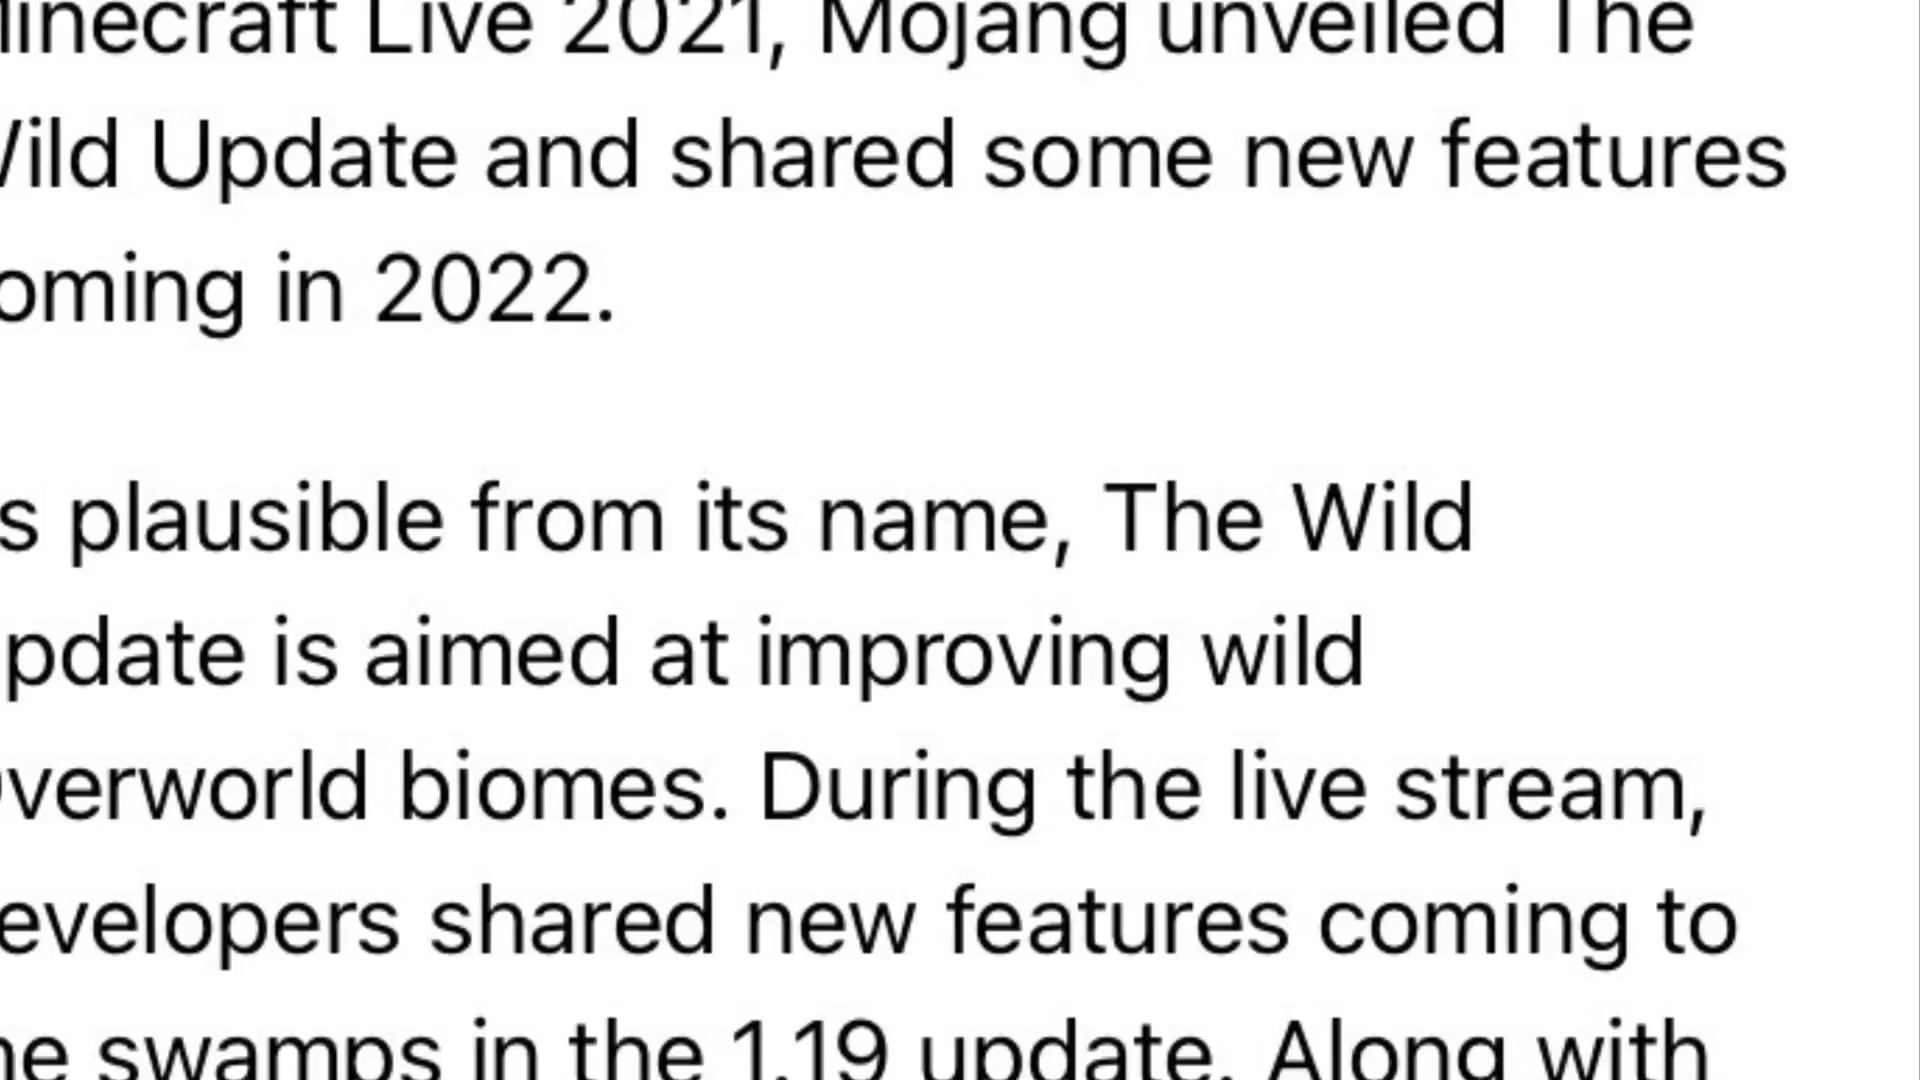 inecraft Live 2021, Mojang unveiled The
ild Update and shared some new features
oming in 2022.
s plausible from its name, The Wild
pdate is aimed at improving wild
verworld biomes. During the live stream,
evelopers shared new features coming to
he swamps in the 1.19 update. Along with